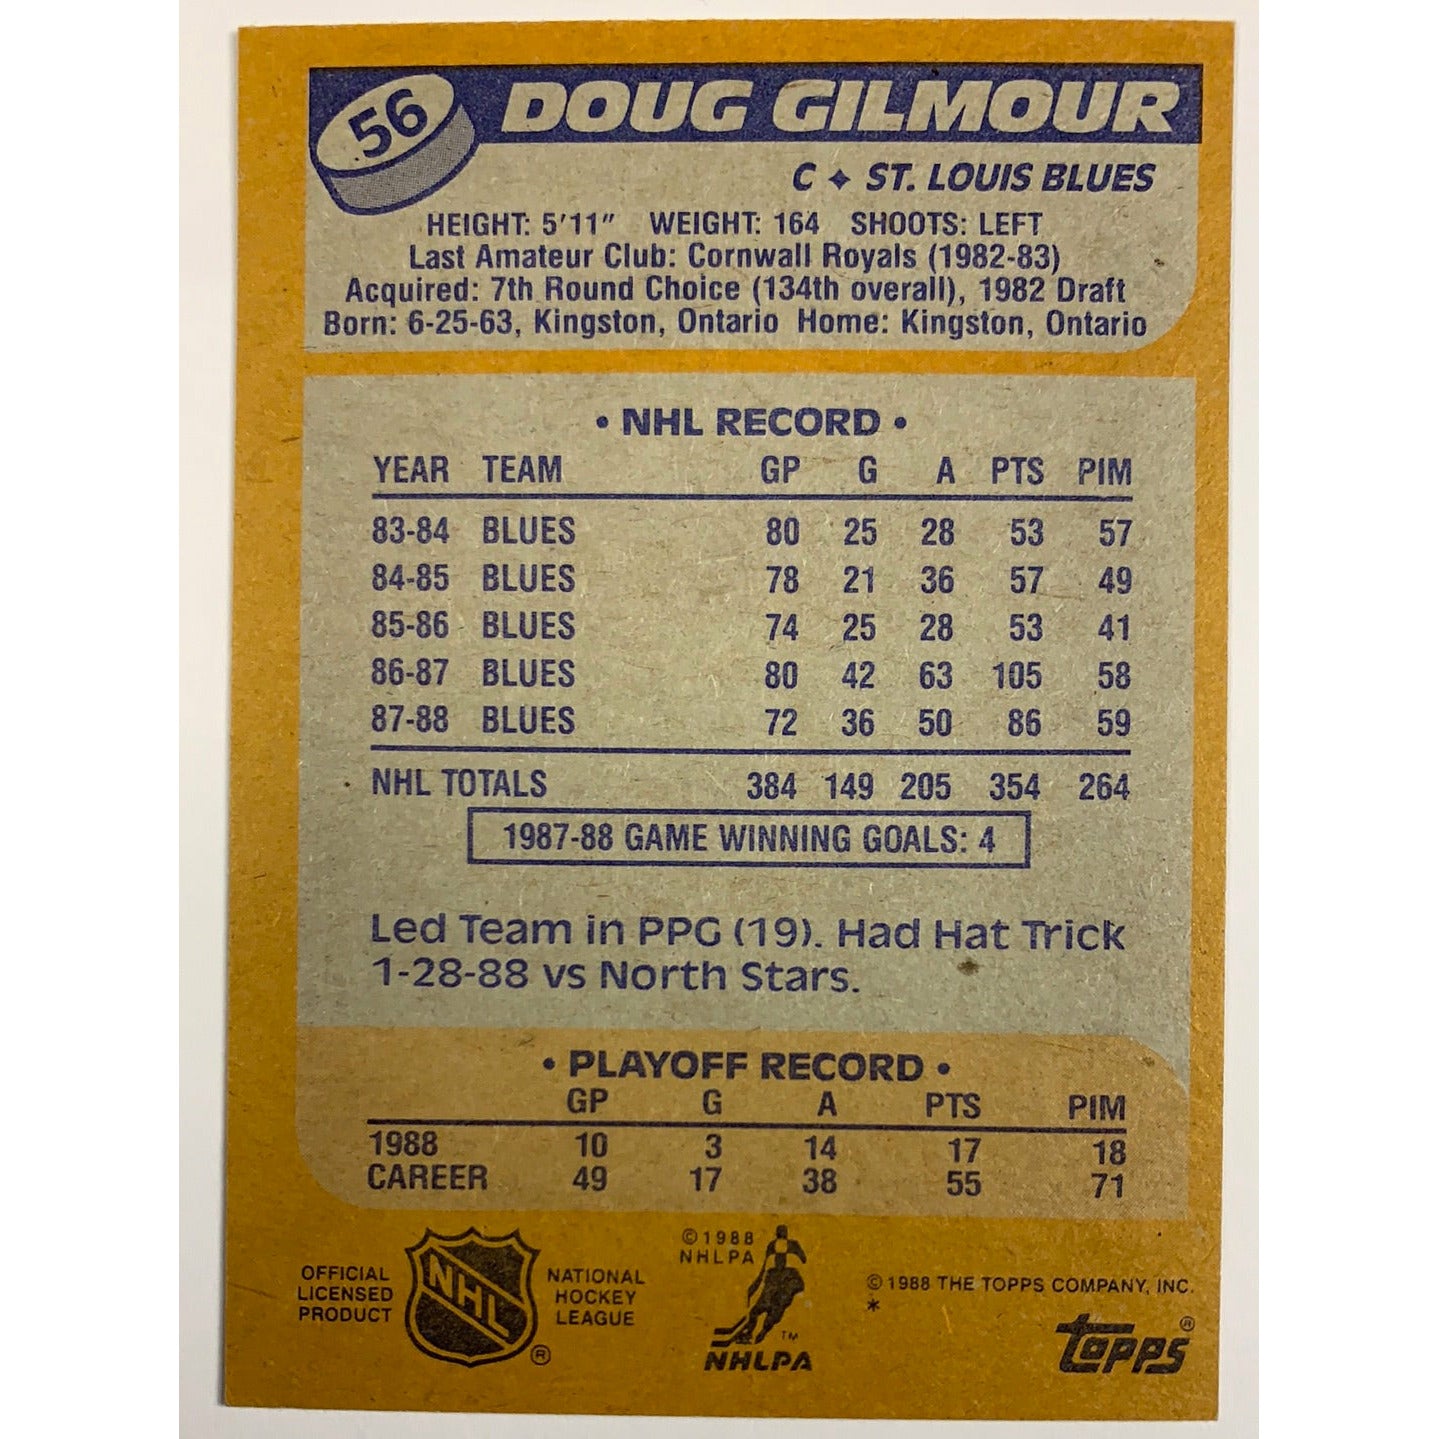 56
DOUG GILMOUR
C ✦ ST. LOUIS BLUES
HEIGHT: 5'11" WEIGHT: 164 SHOOTS: LEFT
Last Amateur Club: Cornwall Royals (1982-83)
Acquired: 7th Round Choice (134th overall), 1982 Draft
Born: 6-25-63, Kingston, Ontario Home: Kingston, Ontario
• NHL RECORD •
YEAR TEAM GP G A PTS PIM
83-84 BLUES 80 25 28 53 57
84-85 BLUES 78 21 36 57 49
85-86 BLUES 74 25 28 53 41
86-87 BLUES 80 42 63 105 58
87-88 BLUES 72 36 50 86 59
NHL TOTALS 384 149 205 354 264
1987-88 GAME WINNING GOALS: 4
Led Team in PPG (19). Had Hat Trick
1-28-88 vs North Stars.
• PLAYOFF RECORD •
GP G A PTS PIM
1988 10 3 14 17 18
CAREER 49 17 38 55 71
OFFICIAL
LICENSED
PRODUCT
NHL
®
NATIONAL
HOCKEY
LEAGUE
©1988
NHLPA
TM
NHLPA
©1988 THE TOPPS COMPANY, INC.
*
topps®